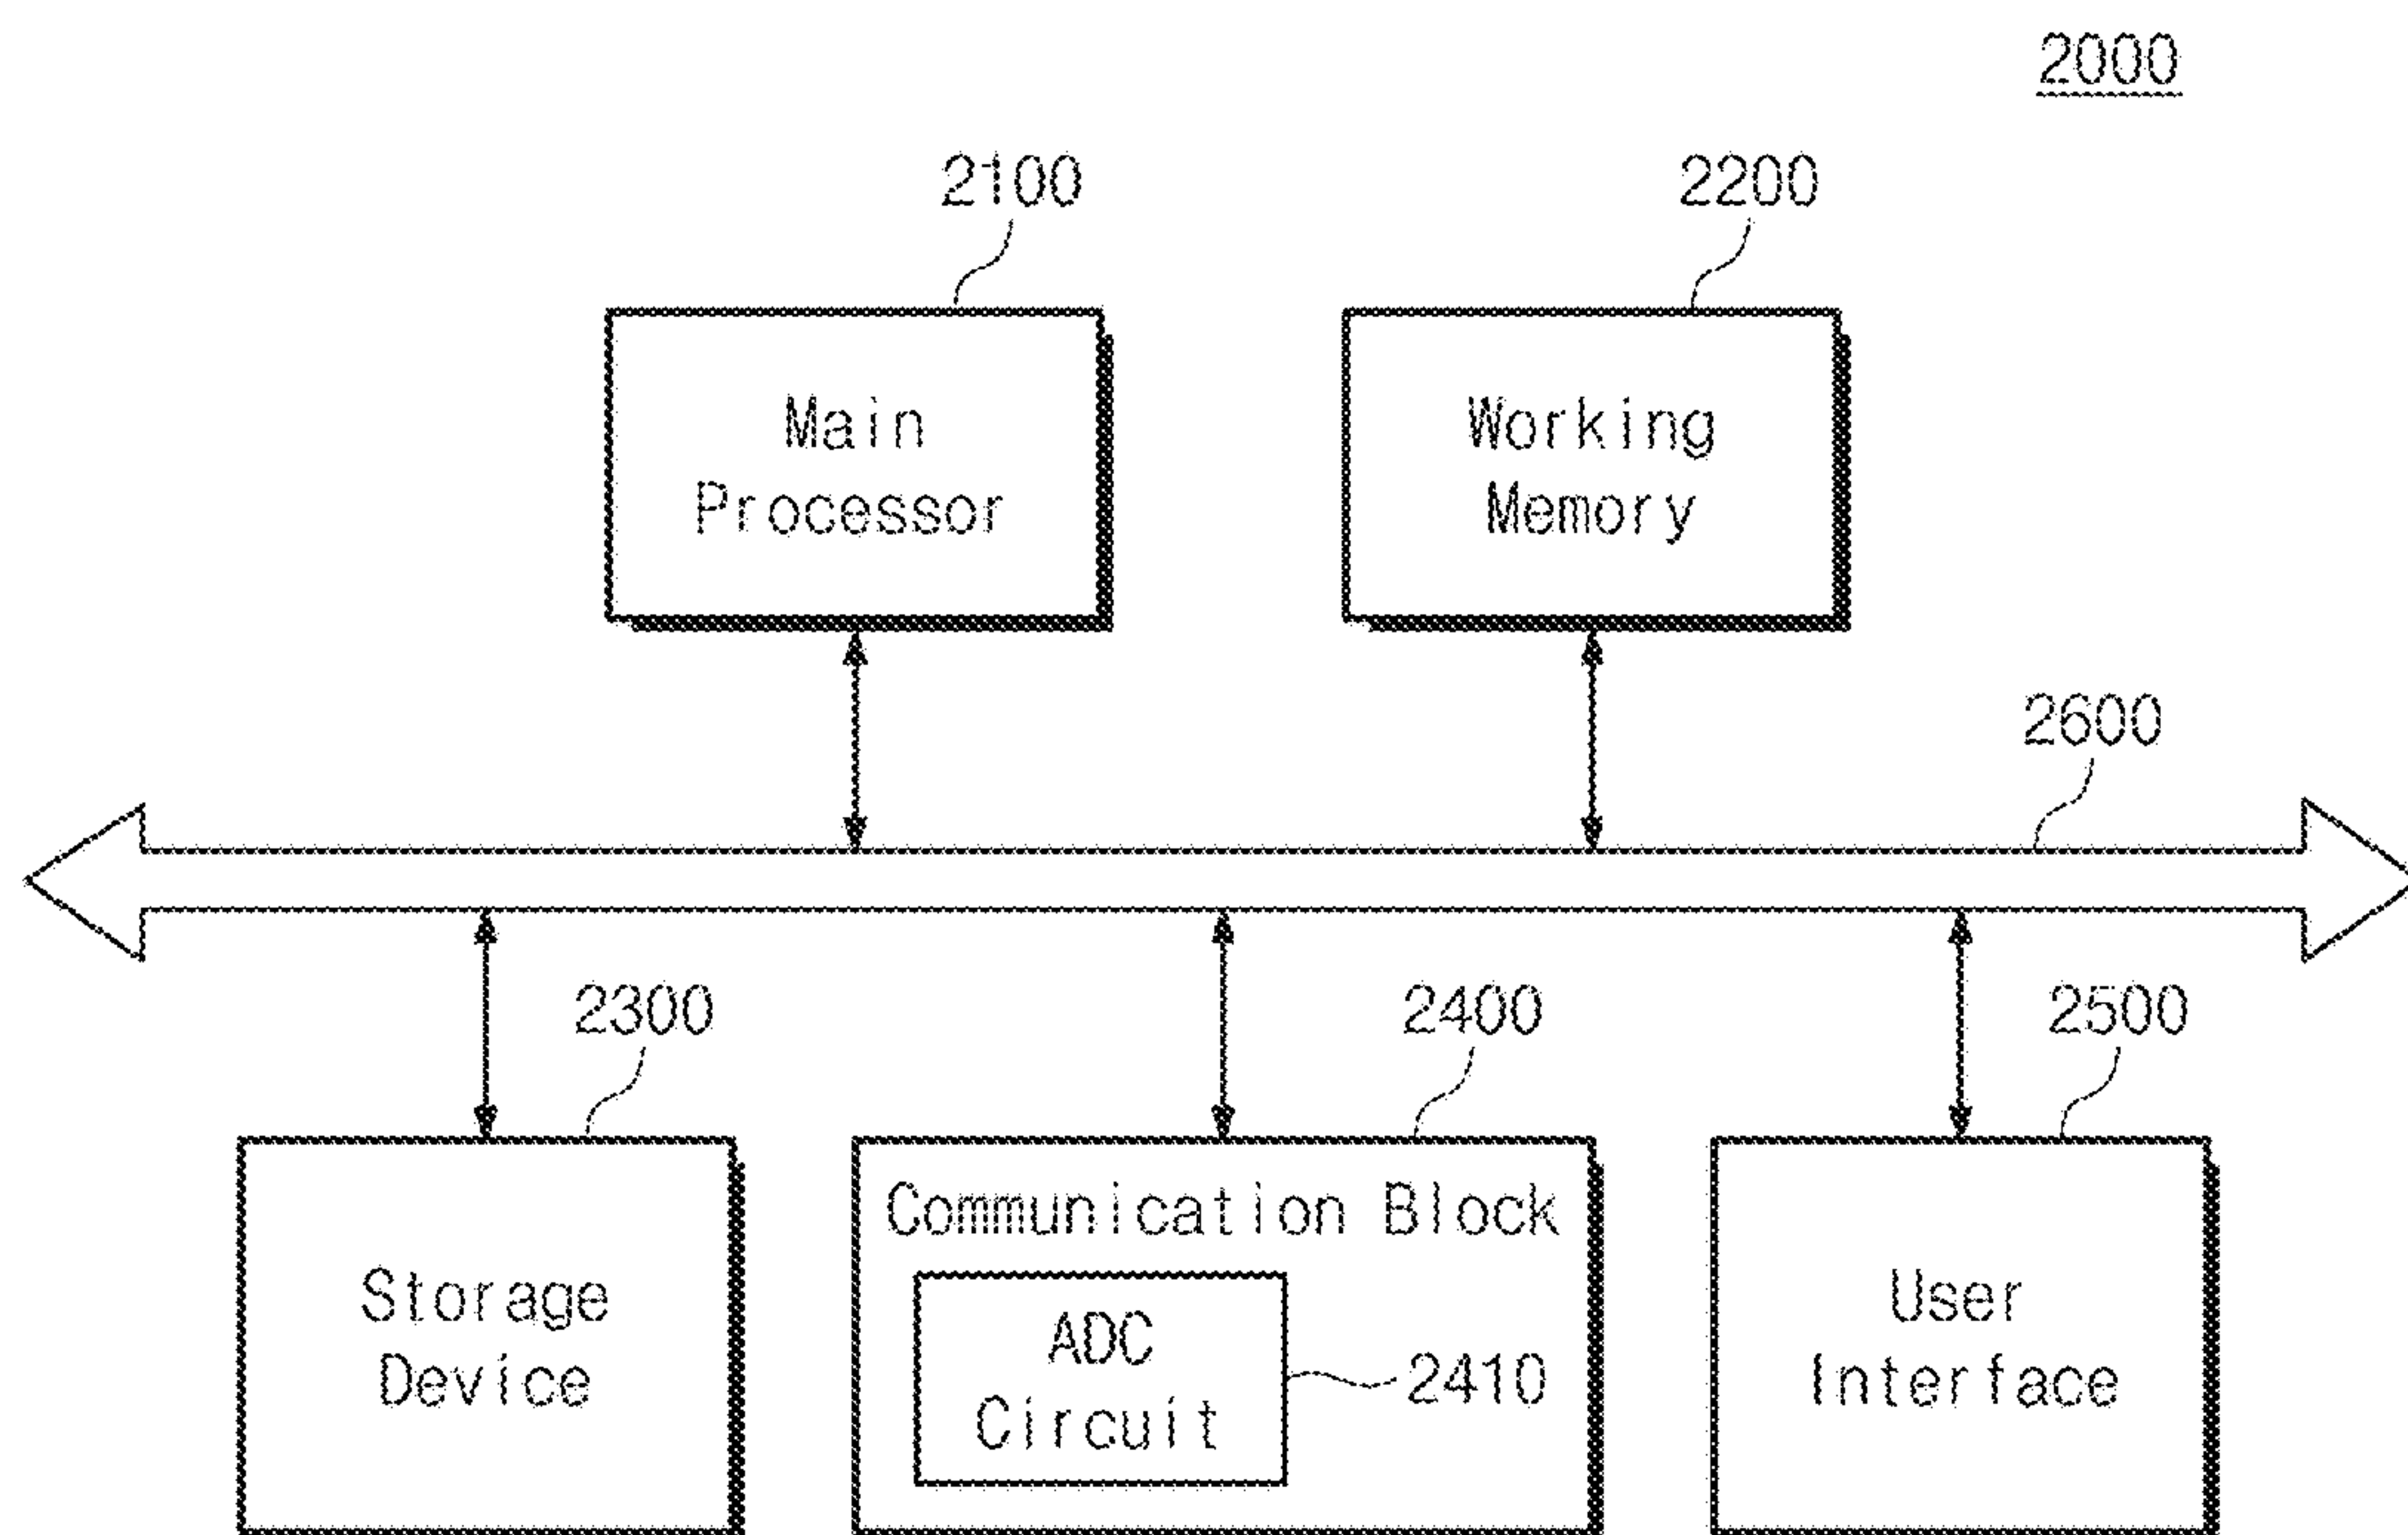 2000
2100
2200
Main
Processor
Working
Memory
2600
2300
2400
2500
Storage
Device
Communication Block
ADC
Circuit
2410
User
Interface